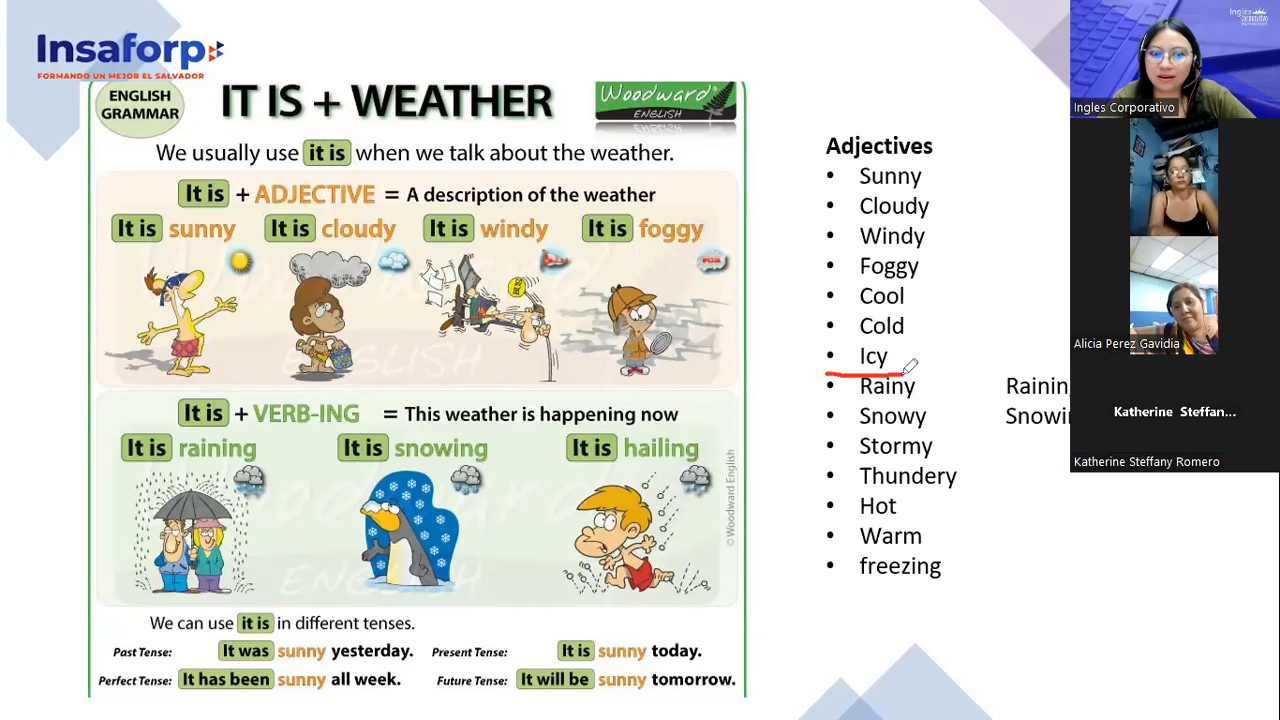 Insaforp
FORMANDO UN MEJOR EL SALVADOR
ENGLISH
GRAMMAR
IT IS + WEATHER
Woodward
ENGLISH
We usually use it is when we talk about the weather.
It is + ADJECTIVE = A description of the weather
It is sunny It is cloudy It is windy It is foggy
It is + VERB-ING = This weather is happening now
It is raining It is snowing It is hailing
© Woodward English
We can use it is in different tenses.
Past Tense: It was sunny yesterday. Present Tense: It is sunny today.
Perfect Tense: It has been sunny all week. Future Tense: It will be sunny tomorrow.
Adjectives
• Sunny
• Cloudy
• Windy
• Foggy
• Cool
• Cold
• Icy
• Rainy Rainin
• Snowy Snowi
• Stormy
• Thundery
• Hot
• Warm
• freezing
Ingles Corporativo
Alicia Perez Gavidia
Katherine Steffan...
Katherine Steffany Romero